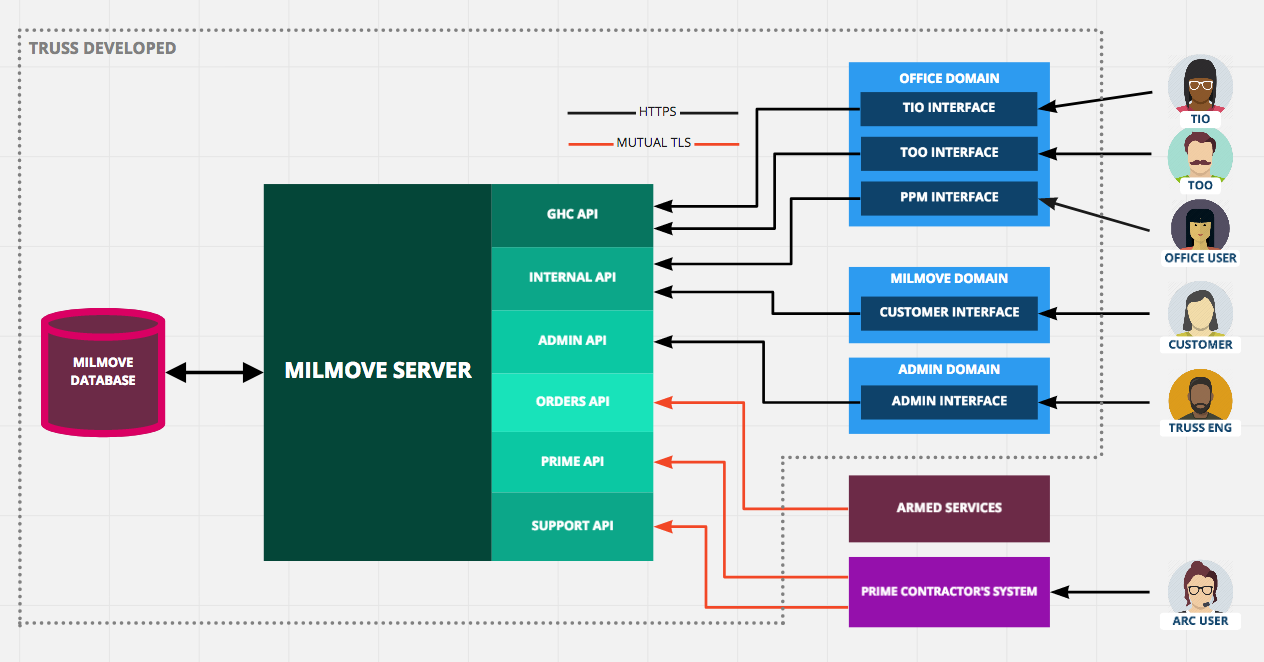 TRUSS DEVELOPED
HTTPS
MUTUAL TLS
OFFICE DOMAIN
TIO INTERFACE
TOO INTERFACE
PPM INTERFACE
TIO
TOO
OFFICE USER
GHC API
INTERNAL API
ADMIN API
ORDERS API
PRIME API
SUPPORT API
MILMOVE SERVER
MILMOVE
DATABASE
MILMOVE DOMAIN
CUSTOMER INTERFACE
CUSTOMER
ADMIN DOMAIN
ADMIN INTERFACE
TRUSS ENG
ARMED SERVICES
PRIME CONTRACTOR'S SYSTEM
ARC USER